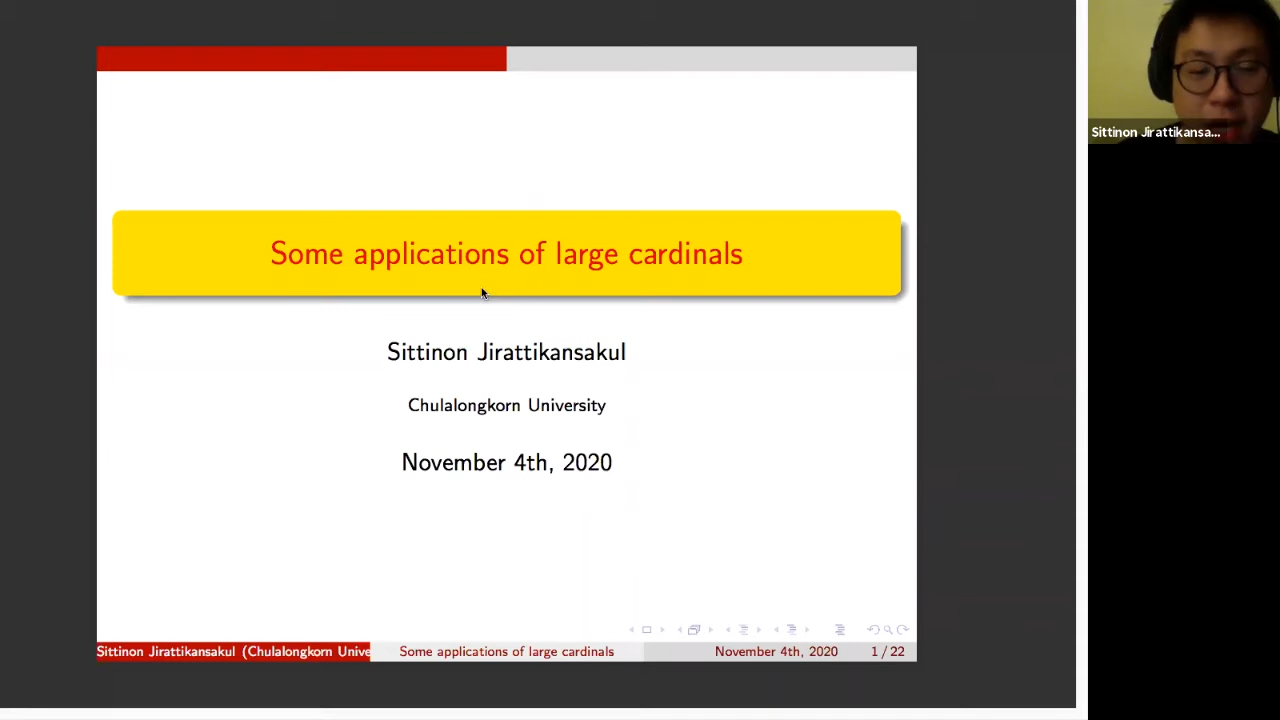 Some applications of large cardinals
Sittinon Jirattikansakul
Chulalongkorn University
November 4th, 2020
Sittinon Jirattikansakul (Chulalongkorn Unive
Some applications of large cardinals
November 4th, 2020
1 / 22
Sittinon Jirattikansa...